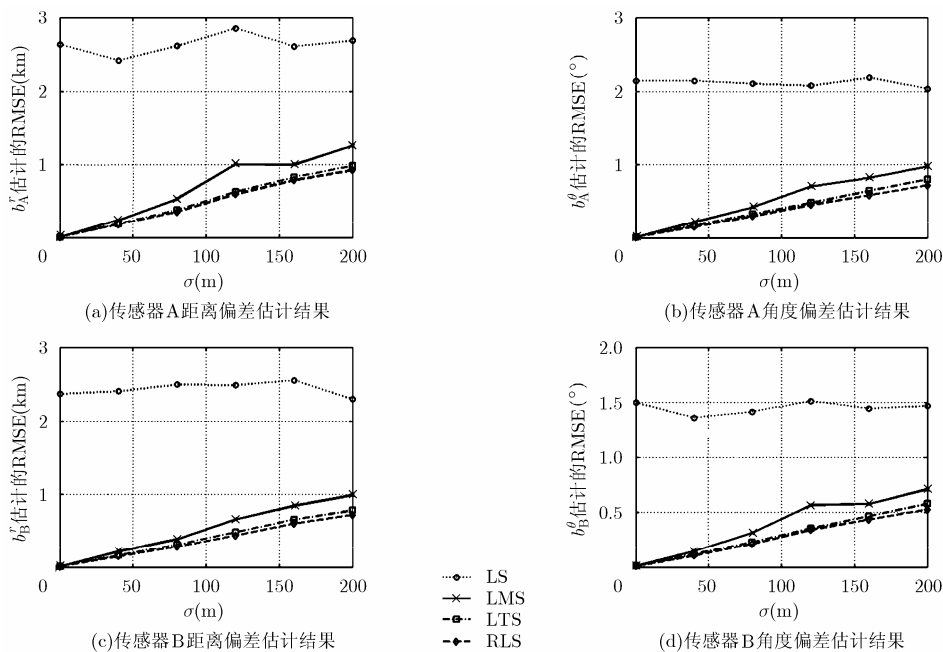 3
2
1
0
50
100
150
200
σ(m)
b_A^r 估计的RMSE(km)
(a)传感器A距离偏差估计结果
3
2
1
0
50
100
150
200
σ(m)
b_A^θ 估计的RMSE(°)
(b)传感器A角度偏差估计结果
3
2
1
0
50
100
150
200
σ(m)
b_B^r 估计的RMSE(km)
(c)传感器B距离偏差估计结果
LS
LMS
LTS
RLS
2.0
1.5
1.0
0.5
0
50
100
150
200
σ(m)
b_B^θ 估计的RMSE(°)
(d)传感器B角度偏差估计结果